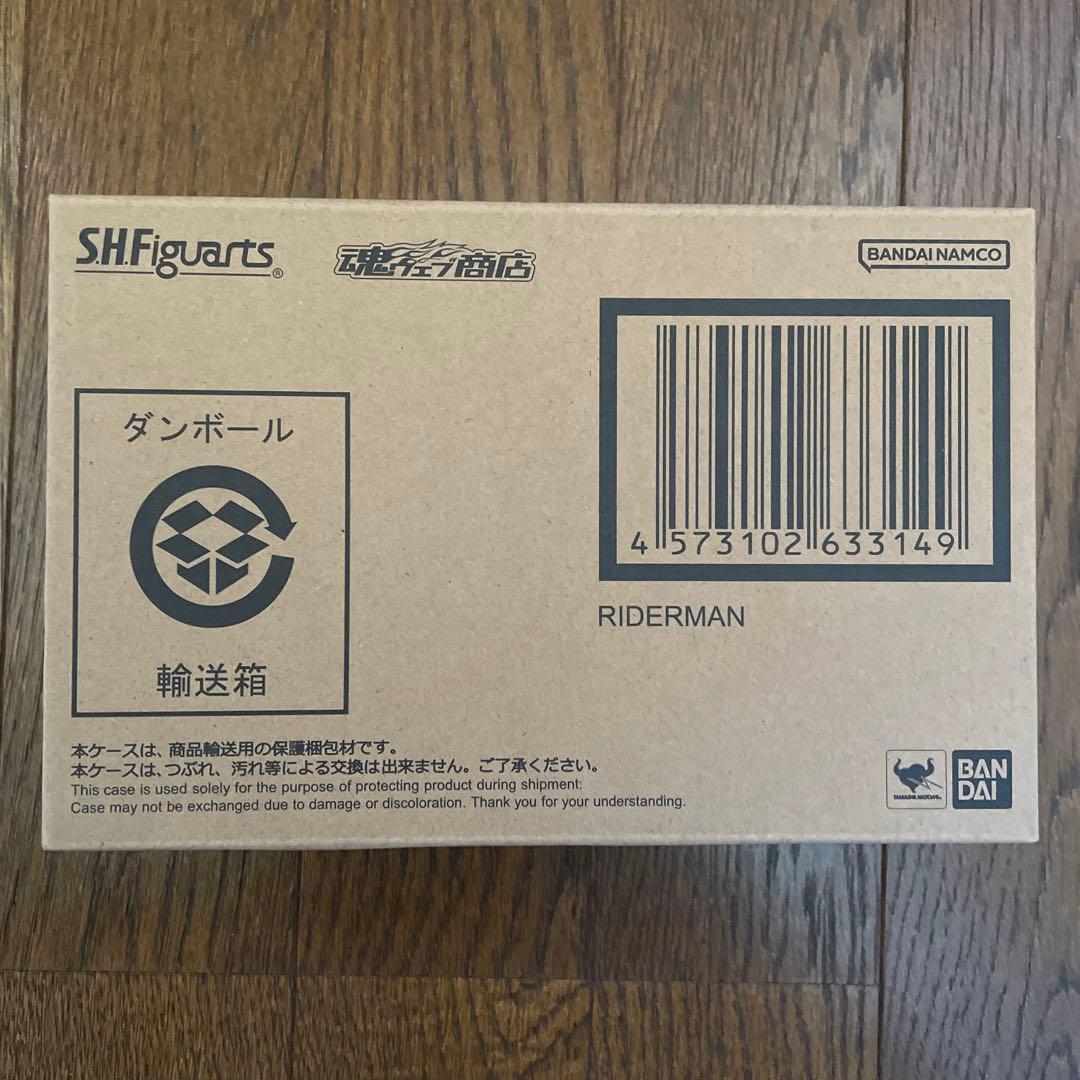 S.H.Figuarts®
魂ウェブ商店
BANDAI NAMCO
4 573102 633149
RIDERMAN
ダンボール
輸送箱
本ケースは、商品輸送用の保護梱包材です。
本ケースは、つぶれ、汚れ等による交換は出来ません。ご了承ください。
This case is used solely for the purpose of protecting product during shipment.
Case may not be exchanged due to damage or discoloration. Thank you for your understanding.
TAMASHII NATIONS
BAN
DAI